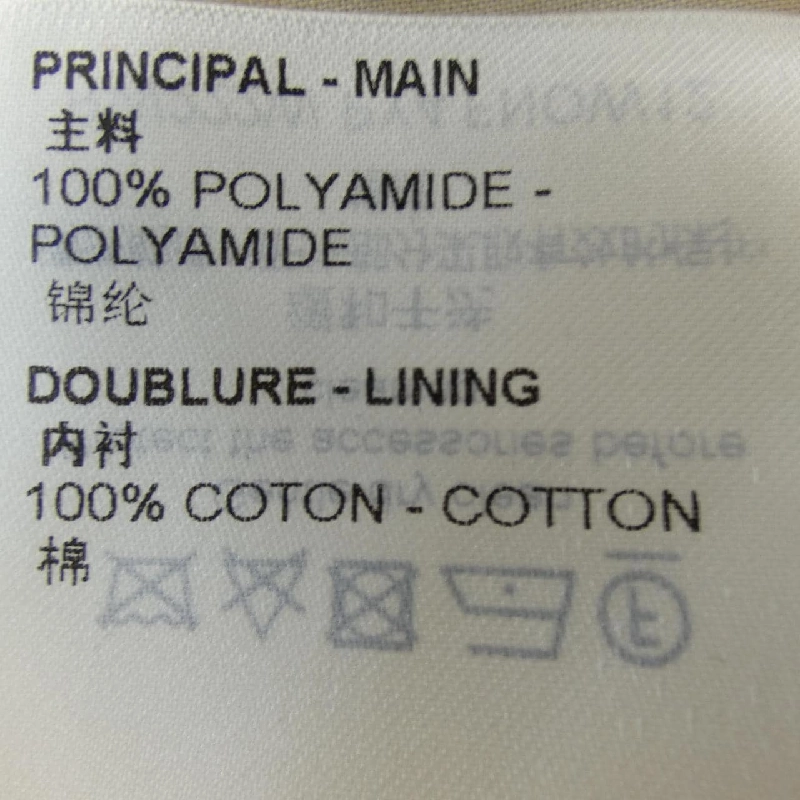 PRINCIPAL - MAIN
主料
100% POLYAMIDE -
POLYAMIDE
锦纶
DOUBLURE - LINING
内衬
100% COTON - COTTON
棉